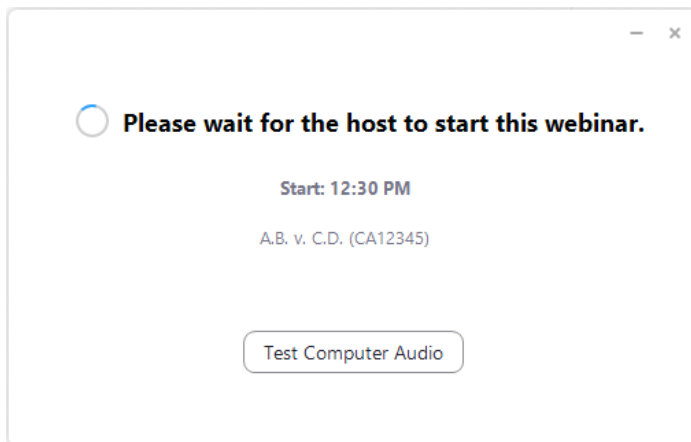 Please wait for the host to start this webinar.
Start: 12:30 PM
A.B. v. C.D. (CA12345)
Test Computer Audio